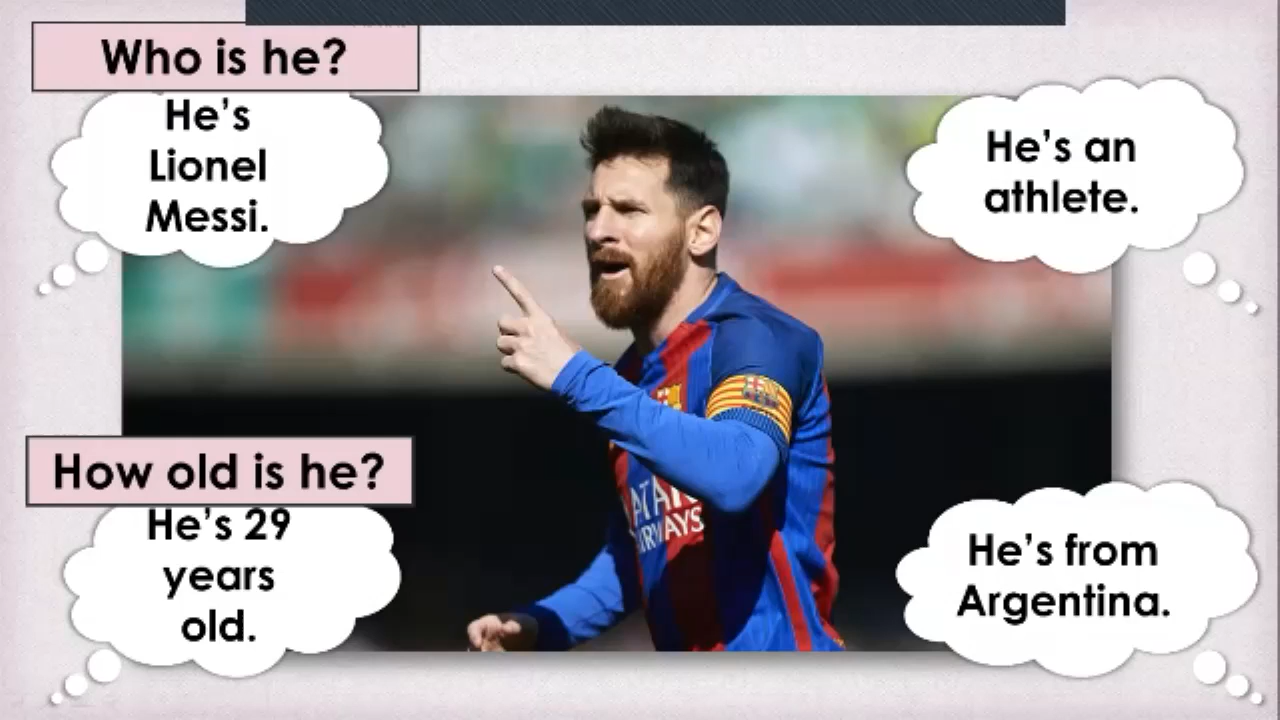 Who is he?
He's
Lionel
Messi.
He's an
athlete.
How old is he?
He's 29
years
old.
He's from
Argentina.